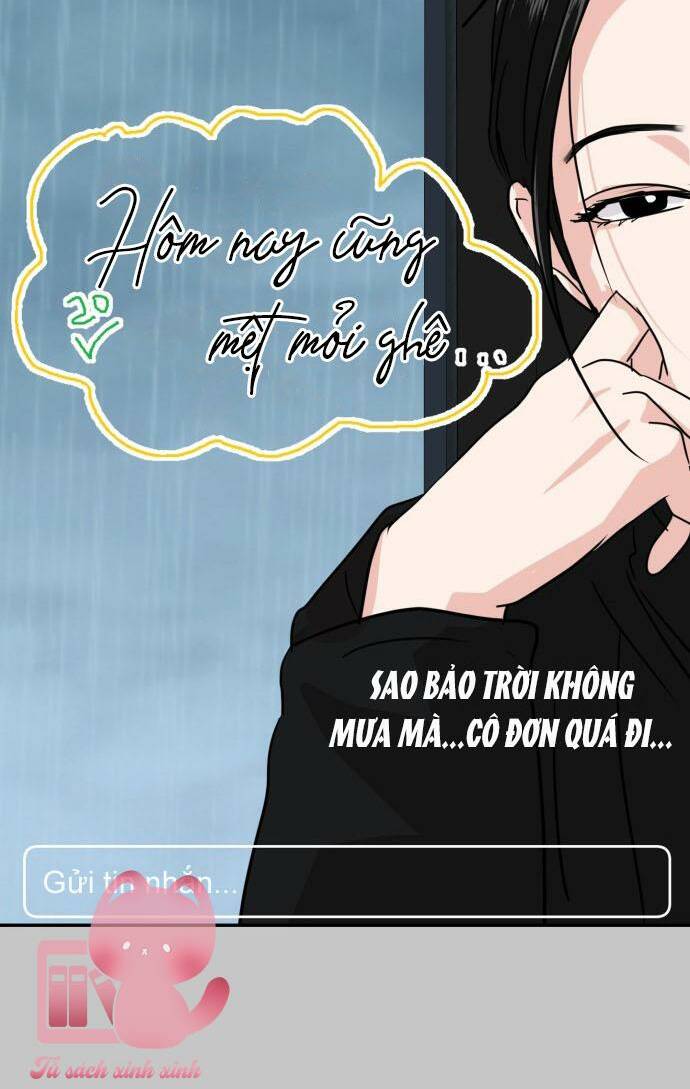 Hôm nay cũng
20
mệt mỏi ghê...
SAO BẢO TRỜI KHÔNG
MƯA MÀ...CÔ ĐƠN QUÁ ĐI...
Gửi tin nhắn...
Tủ sách xinh xinh